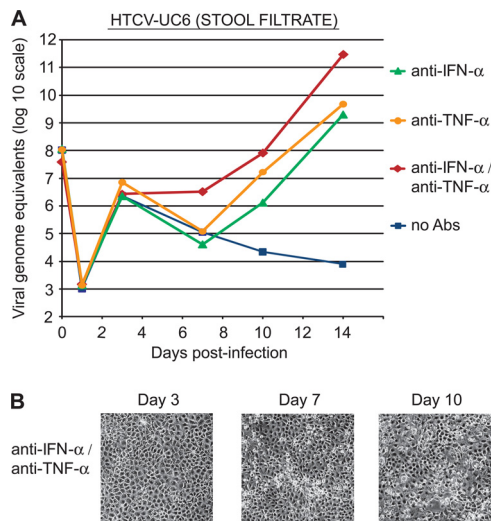 A
HTCV-UC6 (STOOL FILTRATE)
Viral genome equivalents (log 10 scale)
12
11
10
9
8
7
6
5
4
3
2
0 2 4 6 8 10 12 14
Days post-infection
anti-IFN-α
anti-TNF-α
anti-IFN-α /
anti-TNF-α
no Abs
B
Day 3 Day 7 Day 10
anti-IFN-α /
anti-TNF-α